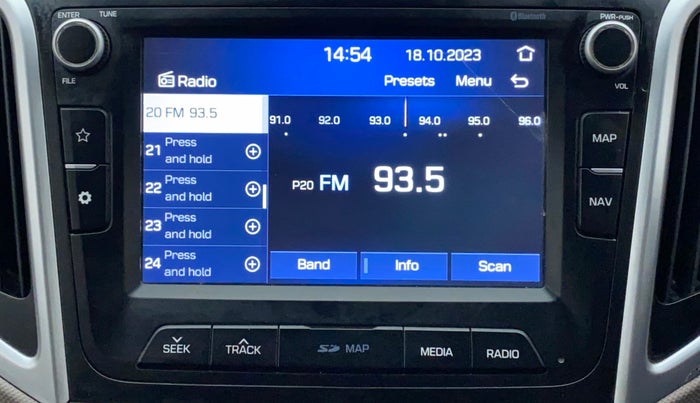 ENTER TUNE
Bluetooth
PWR-PUSH
14:54 18.10.2023
FILE
Radio
Presets Menu
VOL
20 FM 93.5
91.0 92.0 93.0 94.0 95.0 96.0
21 Press and hold
22 Press and hold
23 Press and hold
24 Press and hold
P20 FM 93.5
MAP
NAV
Band Info Scan
SEEK
TRACK
SD MAP
MEDIA
RADIO